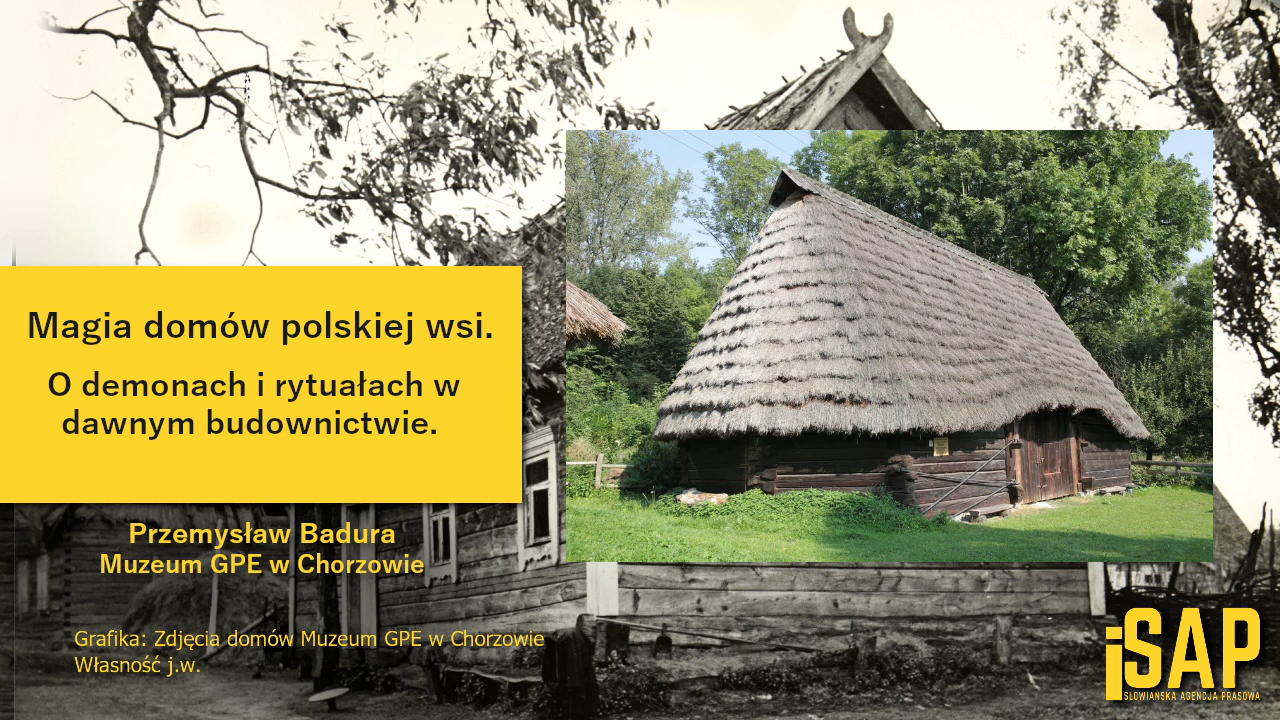 Magia domów polskiej wsi.
O demonach i rytuałach w
dawnym budownictwie.
Przemysław Badura
Muzeum GPE w Chorzowie
Grafika: Zdjęcia domów Muzeum GPE w Chorzowie
Własność j.w.
iSAP
SŁOWIAŃSKA AGENCJA PRASOWA